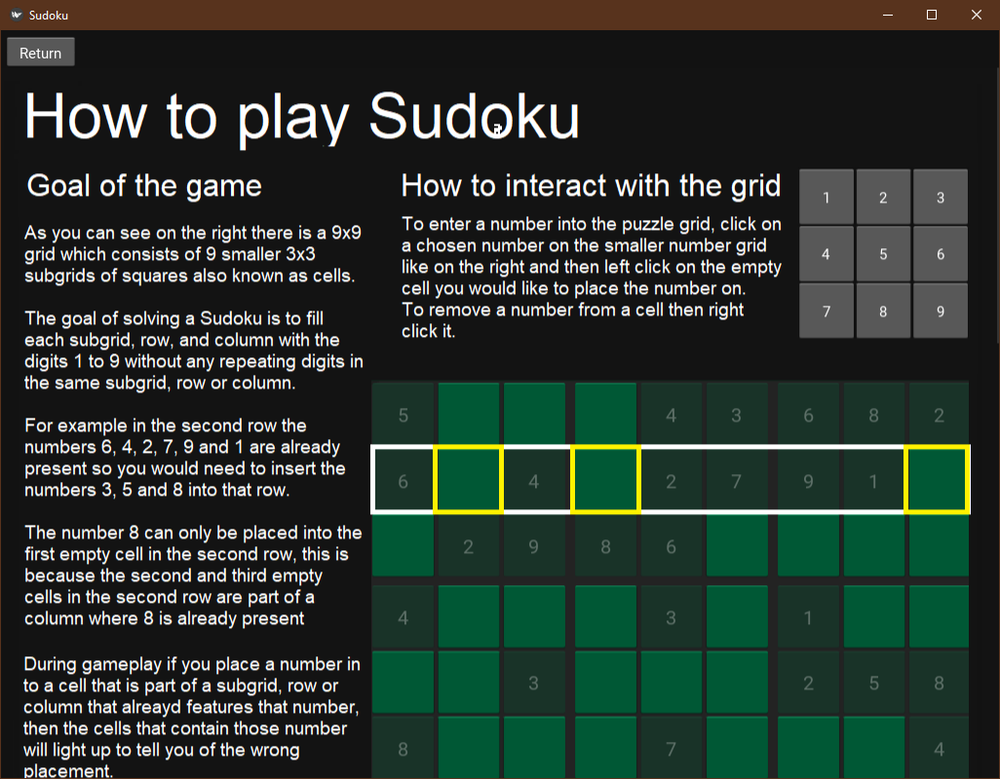 Sudoku
Return
How to play Sudoku
Goal of the game
As you can see on the right there is a 9x9
grid which consists of 9 smaller 3x3
subgrids of squares also known as cells.
The goal of solving a Sudoku is to fill
each subgrid, row, and column with the
digits 1 to 9 without any repeating digits in
the same subgrid, row or column.
For example in the second row the
numbers 6, 4, 2, 7, 9 and 1 are already
present so you would need to insert the
numbers 3, 5 and 8 into that row.
The number 8 can only be placed into the
first empty cell in the second row, this is
because the second and third empty
cells in the second row are part of a
column where 8 is already present
During gameplay if you place a number in
to a cell that is part of a subgrid, row or
column that alreayd features that number,
then the cells that contain those number
will light up to tell you of the wrong
placement.
How to interact with the grid
To enter a number into the puzzle grid, click on
a chosen number on the smaller number grid
like on the right and then left click on the empty
cell you would like to place the number on.
To remove a number from a cell then right
click it.
1 2 3
4 5 6
7 8 9
5 4 3 6 8 2
6 4 2 7 9 1
2 9 8 6
4 3 1
3 2 5 8
8 7 4